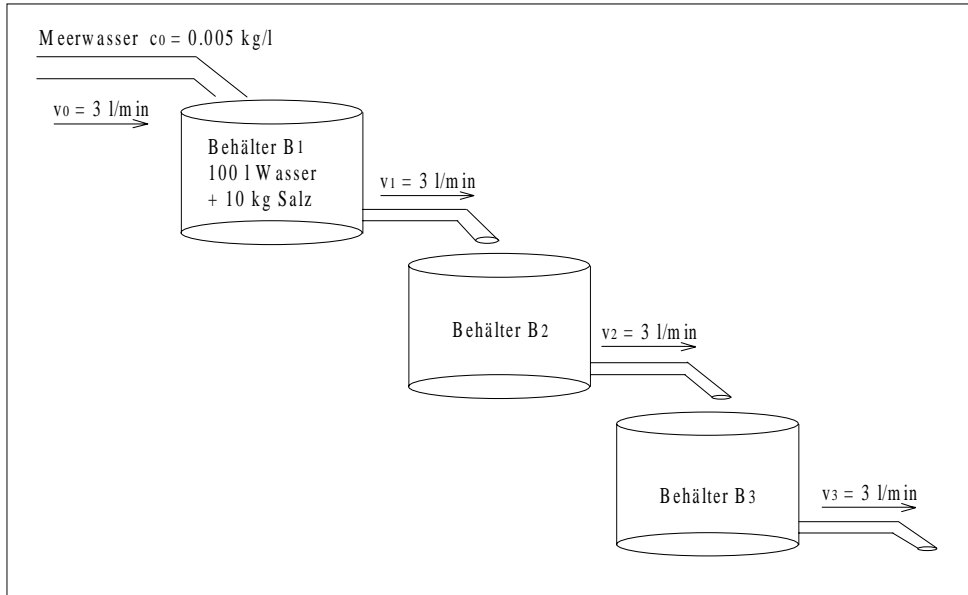 Meerwasser c0 = 0.005 kg/l
v0 = 3 l/min
Behälter B1
100 l Wasser
+ 10 kg Salz
v1 = 3 l/min
Behälter B2
v2 = 3 l/min
Behälter B3
v3 = 3 l/min